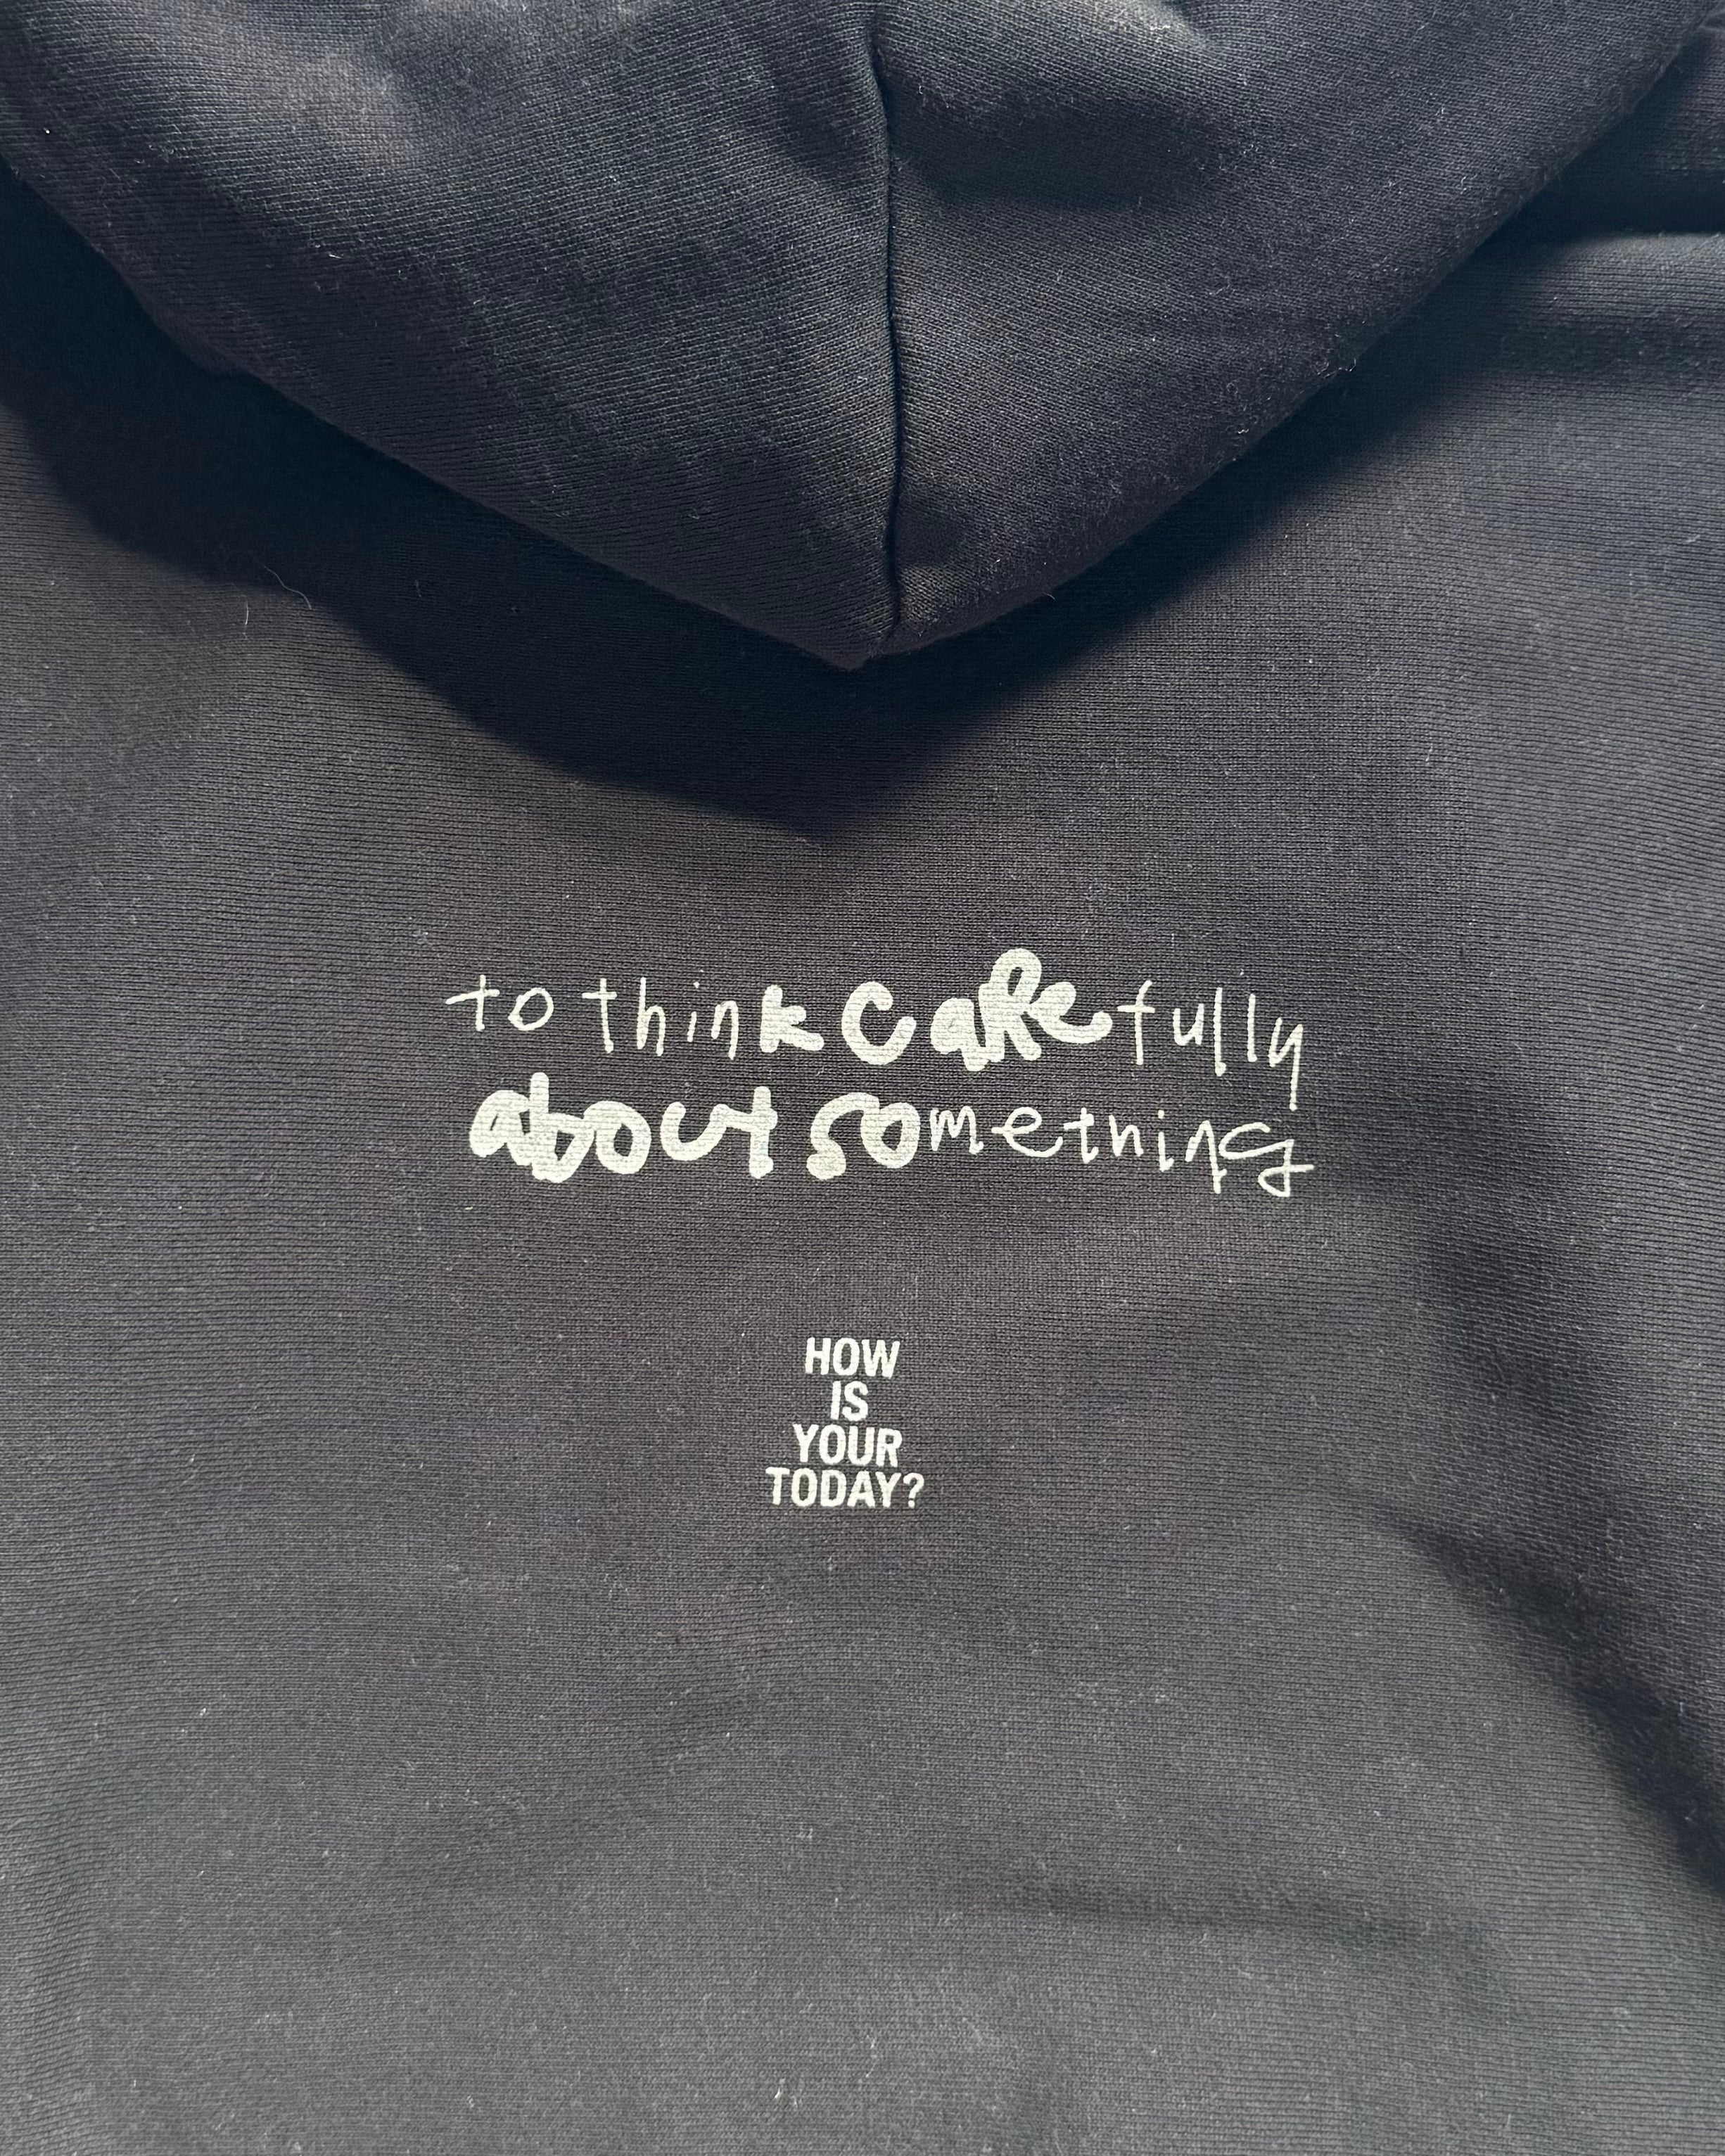 to think carefully
about something
HOW
IS
YOUR
TODAY?